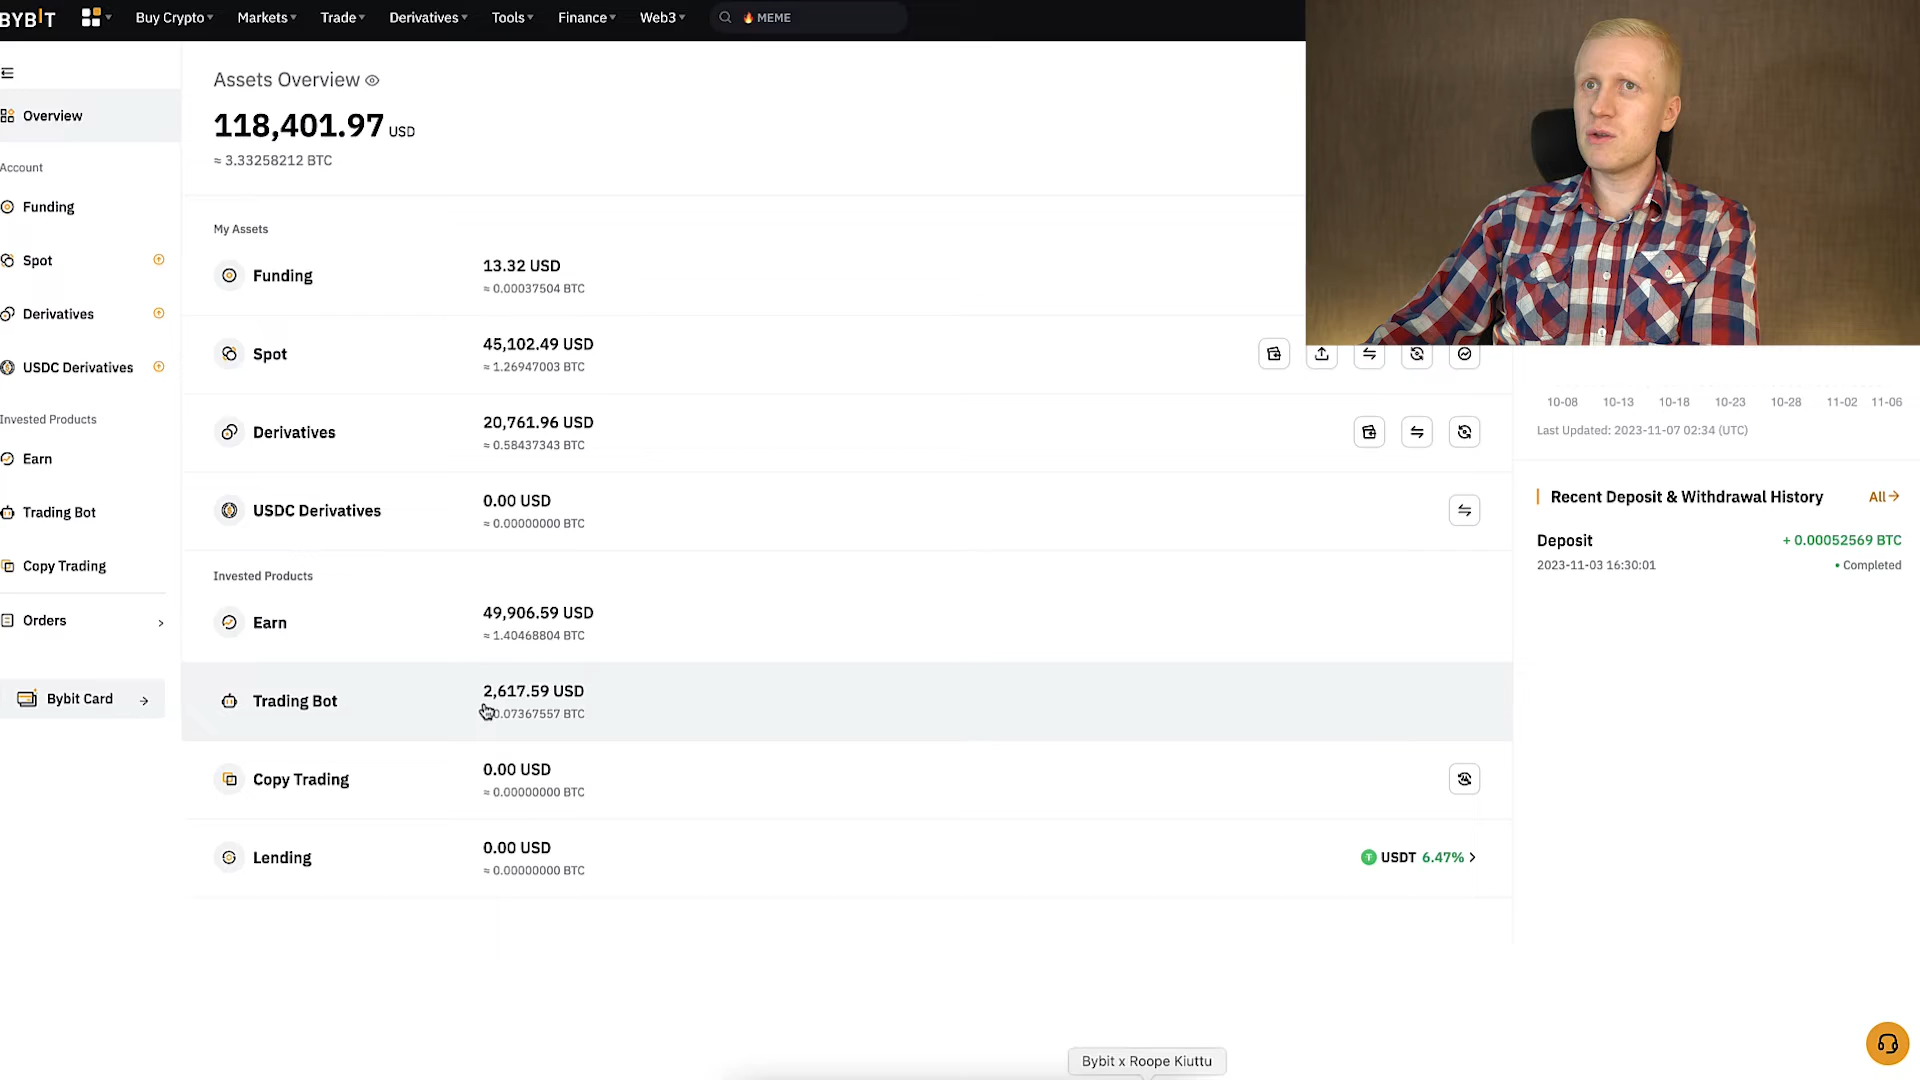 BYBIT
Buy Crypto
Markets
Trade
Derivatives
Tools
Finance
Web3
🔥 MEME
Overview
Account
Funding
Spot
Derivatives
USDC Derivatives
Invested Products
Earn
Trading Bot
Copy Trading
Orders
Bybit Card
Assets Overview
118,401.97 USD
≈ 3.33258212 BTC
My Assets
Funding
13.32 USD
≈ 0.00037504 BTC
Spot
45,102.49 USD
≈ 1.26947003 BTC
Derivatives
20,761.96 USD
≈ 0.58437343 BTC
USDC Derivatives
0.00 USD
≈ 0.00000000 BTC
Invested Products
Earn
49,906.59 USD
≈ 1.40468804 BTC
Trading Bot
2,617.59 USD
0.07367557 BTC
Copy Trading
0.00 USD
≈ 0.00000000 BTC
Lending
0.00 USD
≈ 0.00000000 BTC
USDT 6.47%
10-08 10-13 10-18 10-23 10-28 11-02 11-06
Last Updated: 2023-11-07 02:34 (UTC)
Recent Deposit & Withdrawal History
All
Deposit
+ 0.00052569 BTC
2023-11-03 16:30:01
• Completed
Bybit x Roope Kiuttu